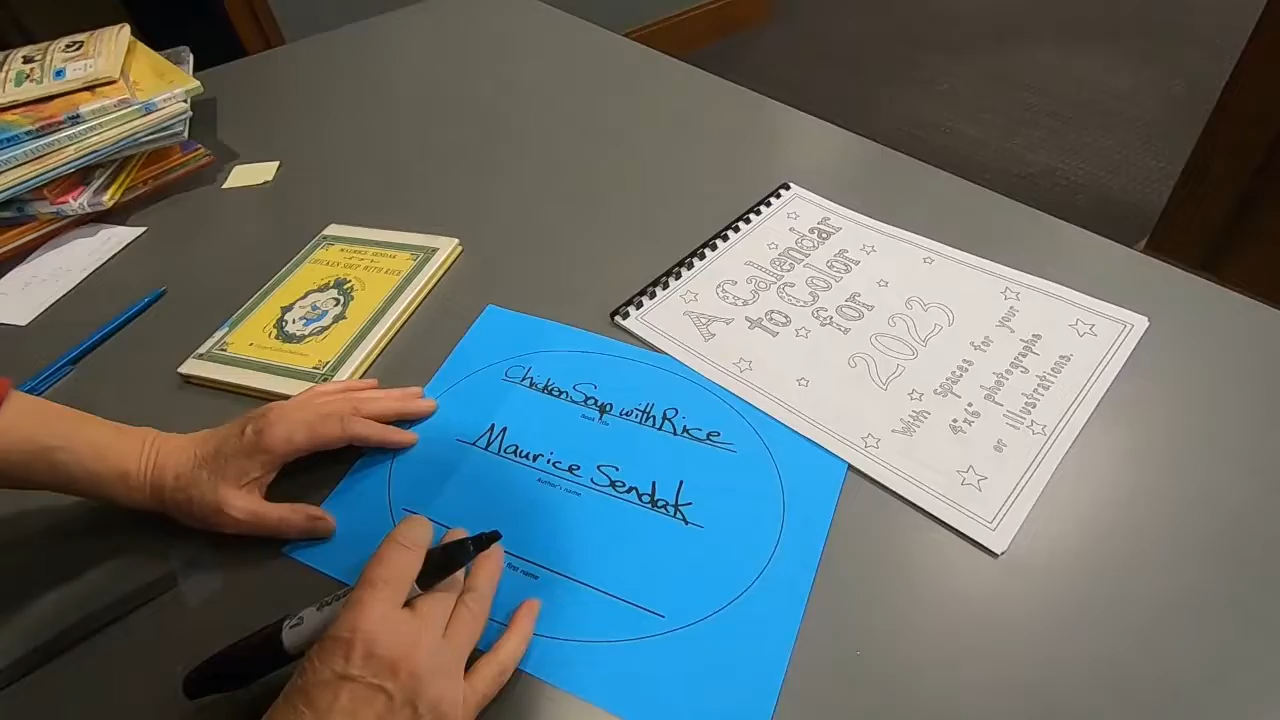 MAURICE SENDAK
CHICKEN SOUP WITH RICE
Chicken Soup with Rice
Book Title
Maurice Sendak
Author's name
first name
A Calendar
to Color
for
2023
With spaces for your
4"x6" photographs
or illustrations.